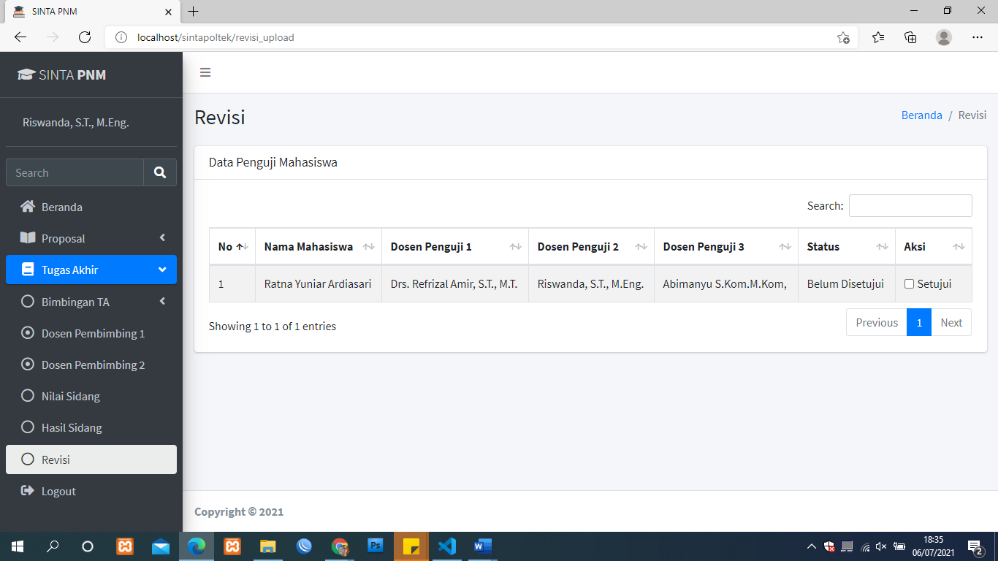 SINTA PNM
localhost/sintapoltek/revisi_upload
SINTA PNM
Riswanda, S.T., M.Eng.
Search
Beranda
Proposal
Tugas Akhir
Bimbingan TA
Dosen Pembimbing 1
Dosen Pembimbing 2
Nilai Sidang
Hasil Sidang
Revisi
Logout
Revisi
Beranda / Revisi
Data Penguji Mahasiswa
Search:
No Nama Mahasiswa Dosen Penguji 1 Dosen Penguji 2 Dosen Penguji 3 Status Aksi
1 Ratna Yuniar Ardiasari Drs. Refrizal Amir, S.T., M.T. Riswanda, S.T., M.Eng. Abimanyu S.Kom.M.Kom, Belum Disetujui Setujui
Showing 1 to 1 of 1 entries
Previous 1 Next
Copyright © 2021
18:35
06/07/2021
2